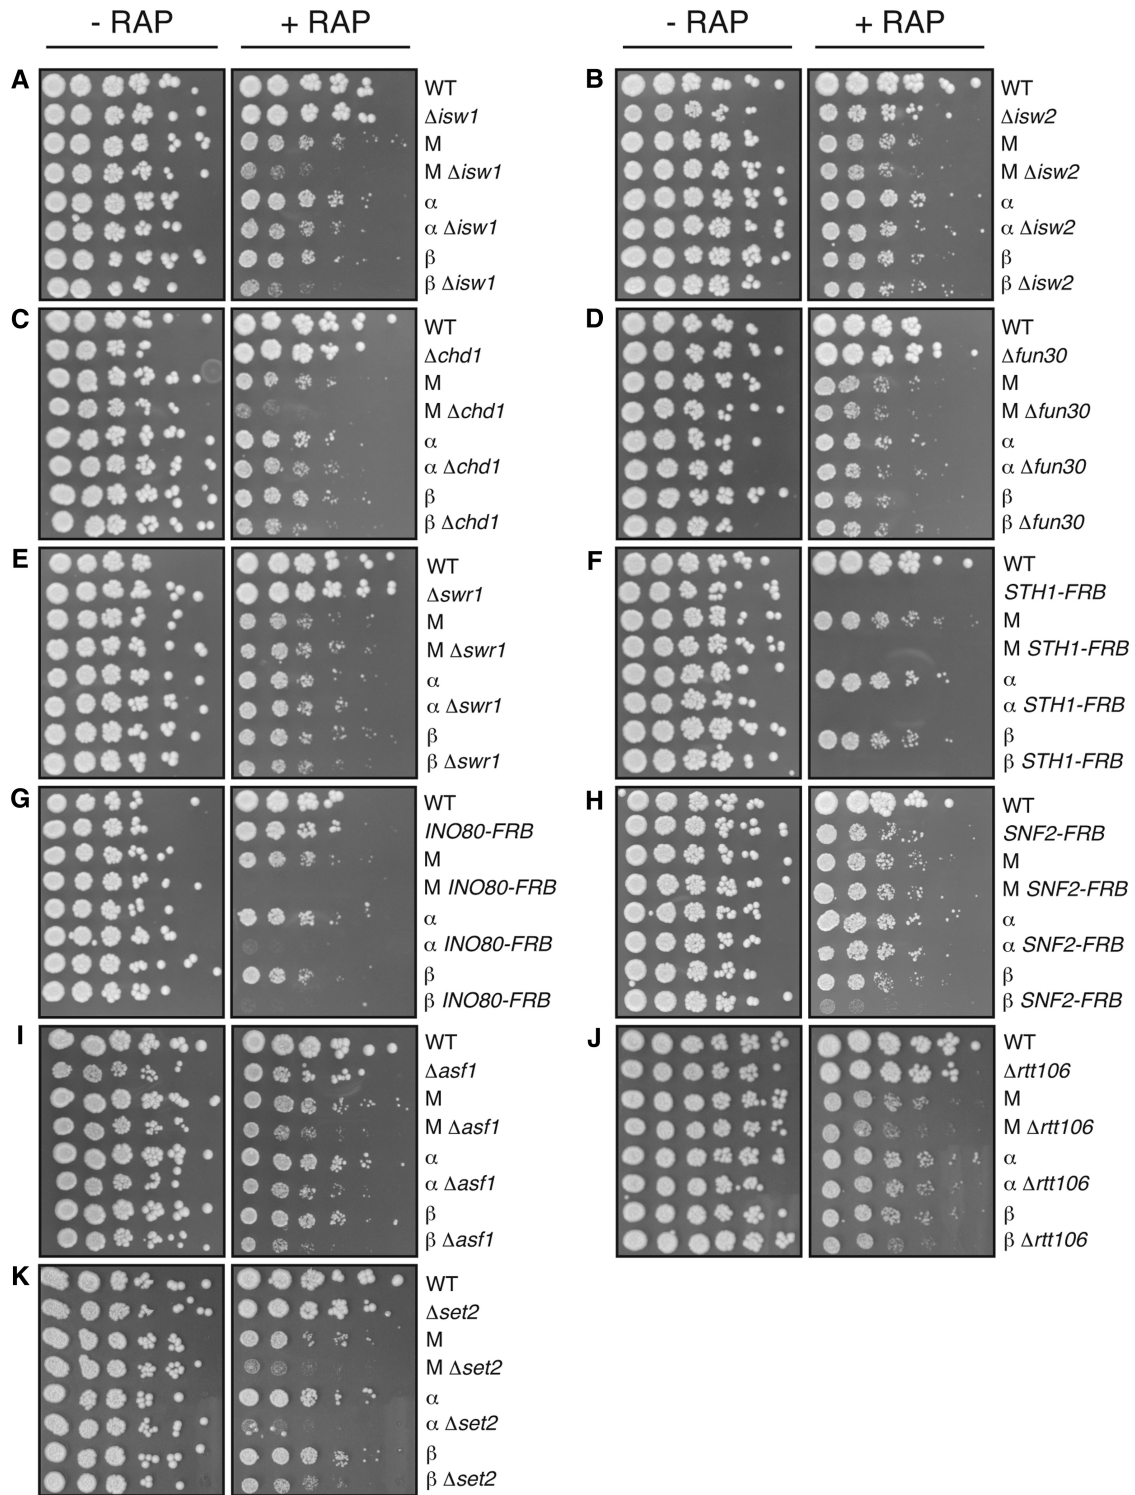 - RAP + RAP - RAP + RAP
A
WT
Δisw1
M
M Δisw1
α
α Δisw1
β
β Δisw1
B
WT
Δisw2
M
M Δisw2
α
α Δisw2
β
β Δisw2
C
WT
Δchd1
M
M Δchd1
α
α Δchd1
β
β Δchd1
D
WT
Δfun30
M
M Δfun30
α
α Δfun30
β
β Δfun30
E
WT
Δswr1
M
M Δswr1
α
α Δswr1
β
β Δswr1
F
WT
STH1-FRB
M
M STH1-FRB
α
α STH1-FRB
β
β STH1-FRB
G
WT
INO80-FRB
M
M INO80-FRB
α
α INO80-FRB
β
β INO80-FRB
H
WT
SNF2-FRB
M
M SNF2-FRB
α
α SNF2-FRB
β
β SNF2-FRB
I
WT
Δasf1
M
M Δasf1
α
α Δasf1
β
β Δasf1
J
WT
Δrtt106
M
M Δrtt106
α
α Δrtt106
β
β Δrtt106
K
WT
Δset2
M
M Δset2
α
α Δset2
β
β Δset2